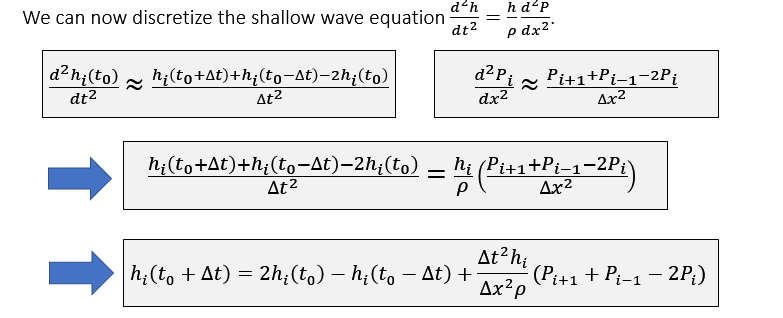 We can now discretize the shallow wave equation d²h/dt² = h/ρ d²P/dx².
d²hᵢ(t₀)/dt² ≈ (hᵢ(t₀+Δt)+hᵢ(t₀−Δt)−2hᵢ(t₀))/Δt²
d²Pᵢ/dx² ≈ (Pᵢ₊₁+Pᵢ₋₁−2Pᵢ)/Δx²
(hᵢ(t₀+Δt)+hᵢ(t₀−Δt)−2hᵢ(t₀))/Δt² = hᵢ/ρ ((Pᵢ₊₁+Pᵢ₋₁−2Pᵢ)/Δx²)
hᵢ(t₀ + Δt) = 2hᵢ(t₀) − hᵢ(t₀ − Δt) + Δt²hᵢ/Δx²ρ (Pᵢ₊₁ + Pᵢ₋₁ − 2Pᵢ)